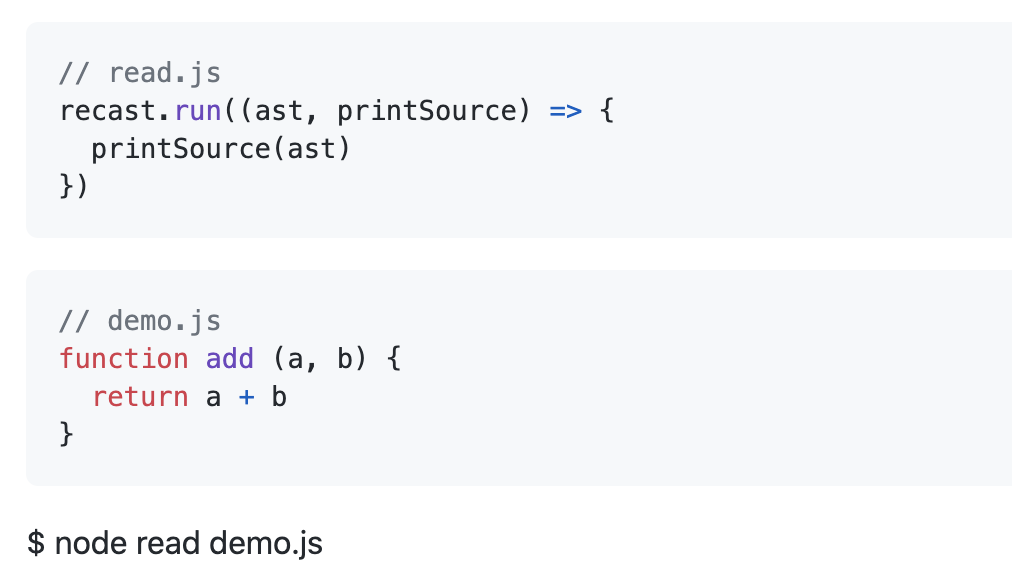 // read.js
recast.run((ast, printSource) => {
  printSource(ast)
})
// demo.js
function add (a, b) {
  return a + b
}
$ node read demo.js